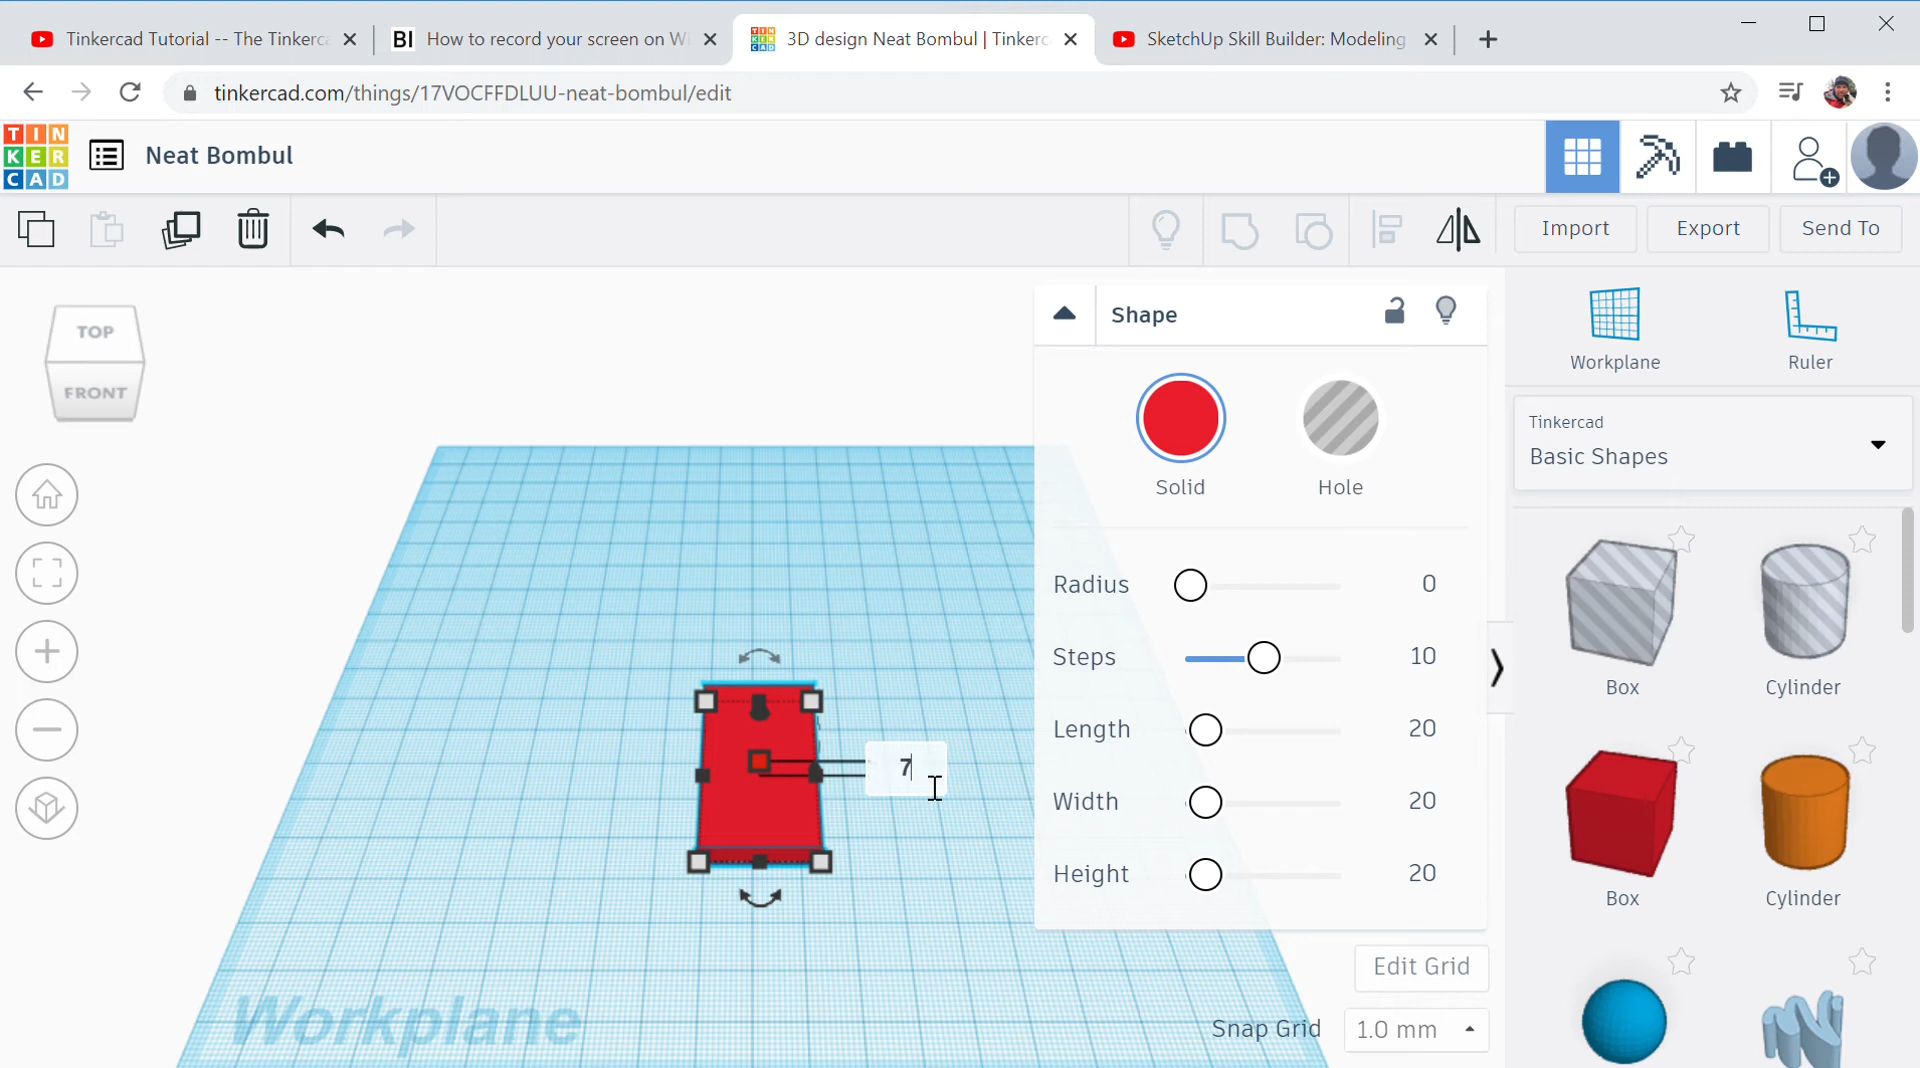 Tinkercad Tutorial -- The Tinkerca
BI How to record your screen on Wi
3D design Neat Bombul | Tinkerc
SketchUp Skill Builder: Modeling
tinkercad.com/things/17VOCFFDLUU-neat-bombul/edit
TIN
KER
CAD
Neat Bombul
Import
Export
Send To
TOP
FRONT
Shape
Solid
Hole
Radius 0
Steps 10
Length 20
Width 20
Height 20
7
Workplane
Ruler
Tinkercad
Basic Shapes
Box
Cylinder
Box
Cylinder
Edit Grid
Snap Grid 1.0 mm
Workplane